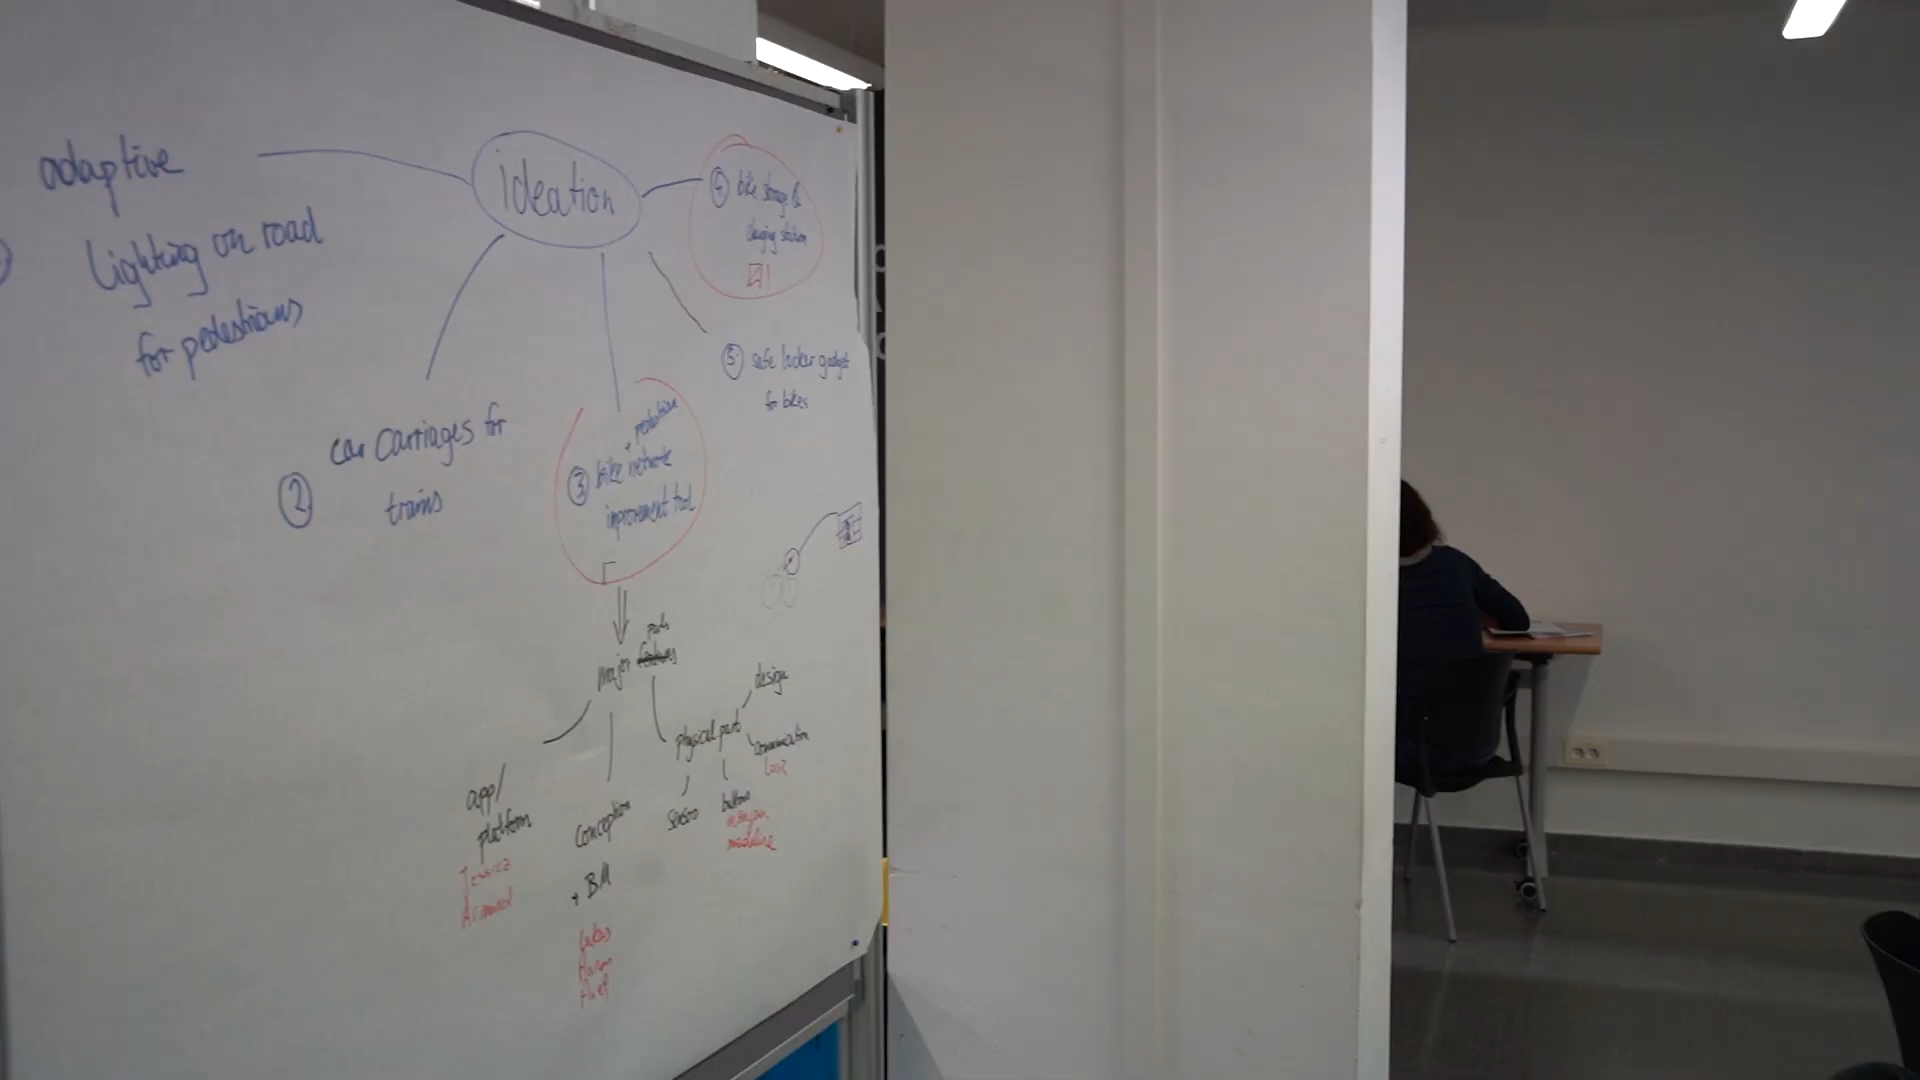 ideation
adaptive
Lighting on road
for pedestrians
② car carriages for
trains
+ pedestrian
③ bike network
improvement tool
④ bike storage &
charging station
⑤ safe locker gadget
for bikes
parts
major features
app/
platform
Jessica
Armand
conception
+ BM
physical parts
design
communication
sensor
buttons